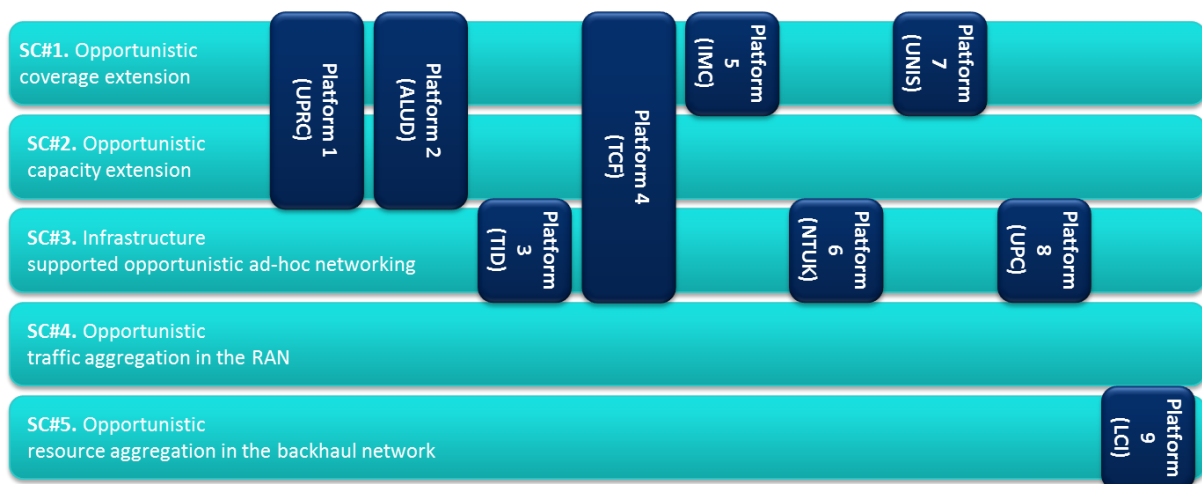 SC#1. Opportunistic
coverage extension
SC#2. Opportunistic
capacity extension
SC#3. Infrastructure
supported opportunistic ad-hoc networking
SC#4. Opportunistic
traffic aggregation in the RAN
SC#5. Opportunistic
resource aggregation in the backhaul network
Platform 1
(UPRC)
Platform 2
(ALUD)
Platform
3
(TID)
Platform 4
(TCF)
Platform
5
(IMC)
Platform
6
(NTUK)
Platform
7
(UNIS)
Platform
8
(UPC)
Platform
9
(LCI)